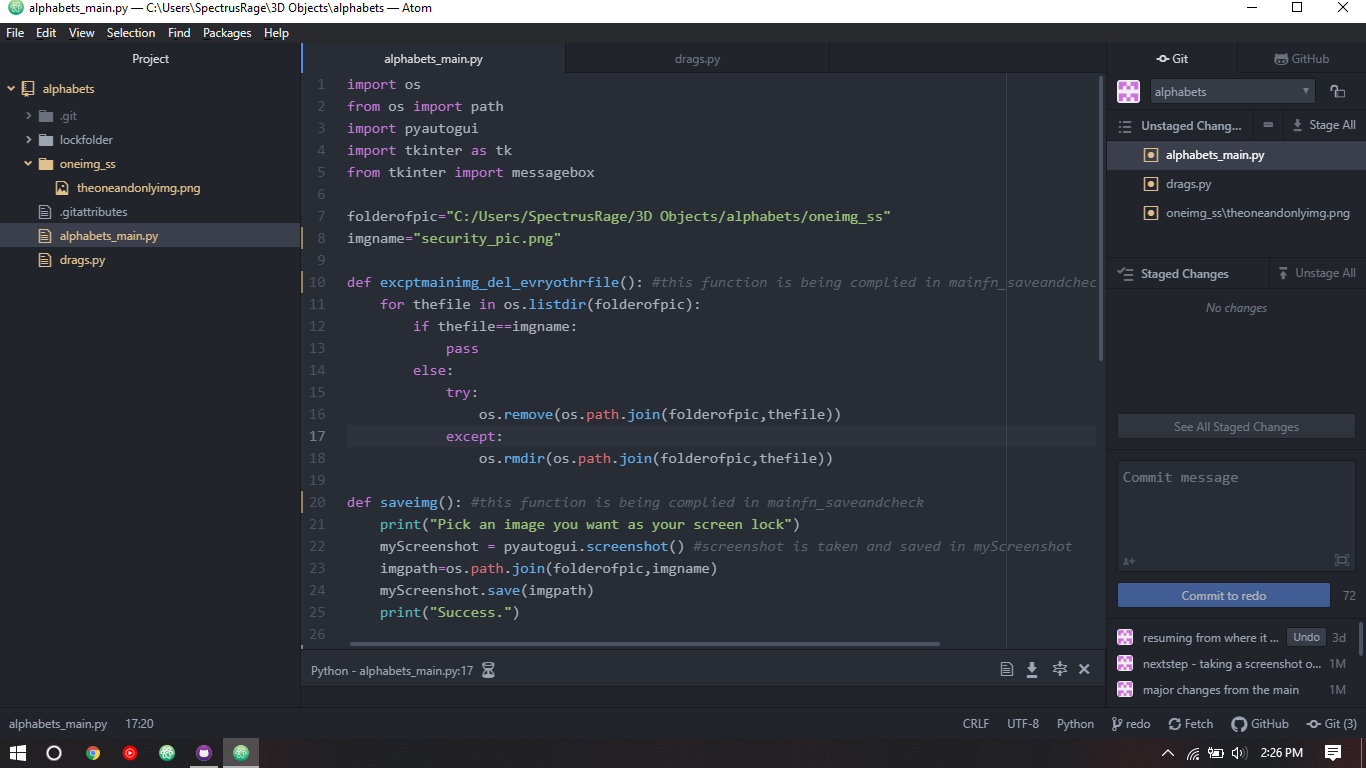 alphabets_main.py — C:\Users\SpectrusRage\3D Objects\alphabets — Atom
File Edit View Selection Find Packages Help
Project
alphabets
.git
lockfolder
oneimg_ss
theoneandonlyimg.png
.gitattributes
alphabets_main.py
drags.py
alphabets_main.py drags.py
1 import os
2 from os import path
3 import pyautogui
4 import tkinter as tk
5 from tkinter import messagebox
6
7 folderofpic="C:/Users/SpectrusRage/3D Objects/alphabets/oneimg_ss"
8 imgname="security_pic.png"
9
10 def excptmainimg_del_evryothrfile(): #this function is being complied in mainfn_saveandchec
11 for thefile in os.listdir(folderofpic):
12 if thefile==imgname:
13 pass
14 else:
15 try:
16 os.remove(os.path.join(folderofpic,thefile))
17 except:
18 os.rmdir(os.path.join(folderofpic,thefile))
19
20 def saveimg(): #this function is being complied in mainfn_saveandcheck
21 print("Pick an image you want as your screen lock")
22 myScreenshot = pyautogui.screenshot() #screenshot is taken and saved in myScreenshot
23 imgpath=os.path.join(folderofpic,imgname)
24 myScreenshot.save(imgpath)
25 print("Success.")
26
Python - alphabets_main.py:17
Git GitHub
alphabets
Unstaged Chang... Stage All
alphabets_main.py
drags.py
oneimg_ss\theoneandonlyimg.png
Staged Changes Unstage All
No changes
See All Staged Changes
Commit message
Commit to redo 72
resuming from where it ... Undo 3d
nextstep - taking a screenshot o... 1M
major changes from the main 1M
alphabets_main.py 17:20 CRLF UTF-8 Python redo Fetch GitHub Git (3)
2:26 PM